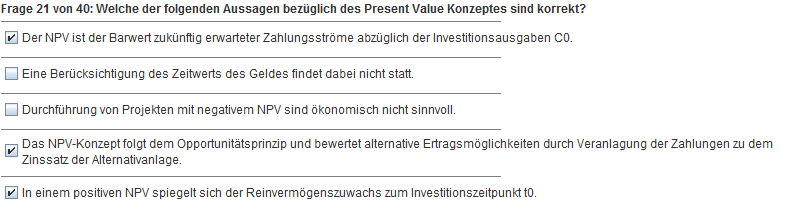 Frage 21 von 40: Welche der folgenden Aussagen bezüglich des Present Value Konzeptes sind korrekt?
Der NPV ist der Barwert zukünftig erwarteter Zahlungsströme abzüglich der Investitionsausgaben C0.
Eine Berücksichtigung des Zeitwerts des Geldes findet dabei nicht statt.
Durchführung von Projekten mit negativem NPV sind ökonomisch nicht sinnvoll.
Das NPV-Konzept folgt dem Opportunitätsprinzip und bewertet alternative Ertragsmöglichkeiten durch Veranlagung der Zahlungen zu dem
Zinssatz der Alternativanlage.
In einem positiven NPV spiegelt sich der Reinvermögenszuwachs zum Investitionszeitpunkt t0.